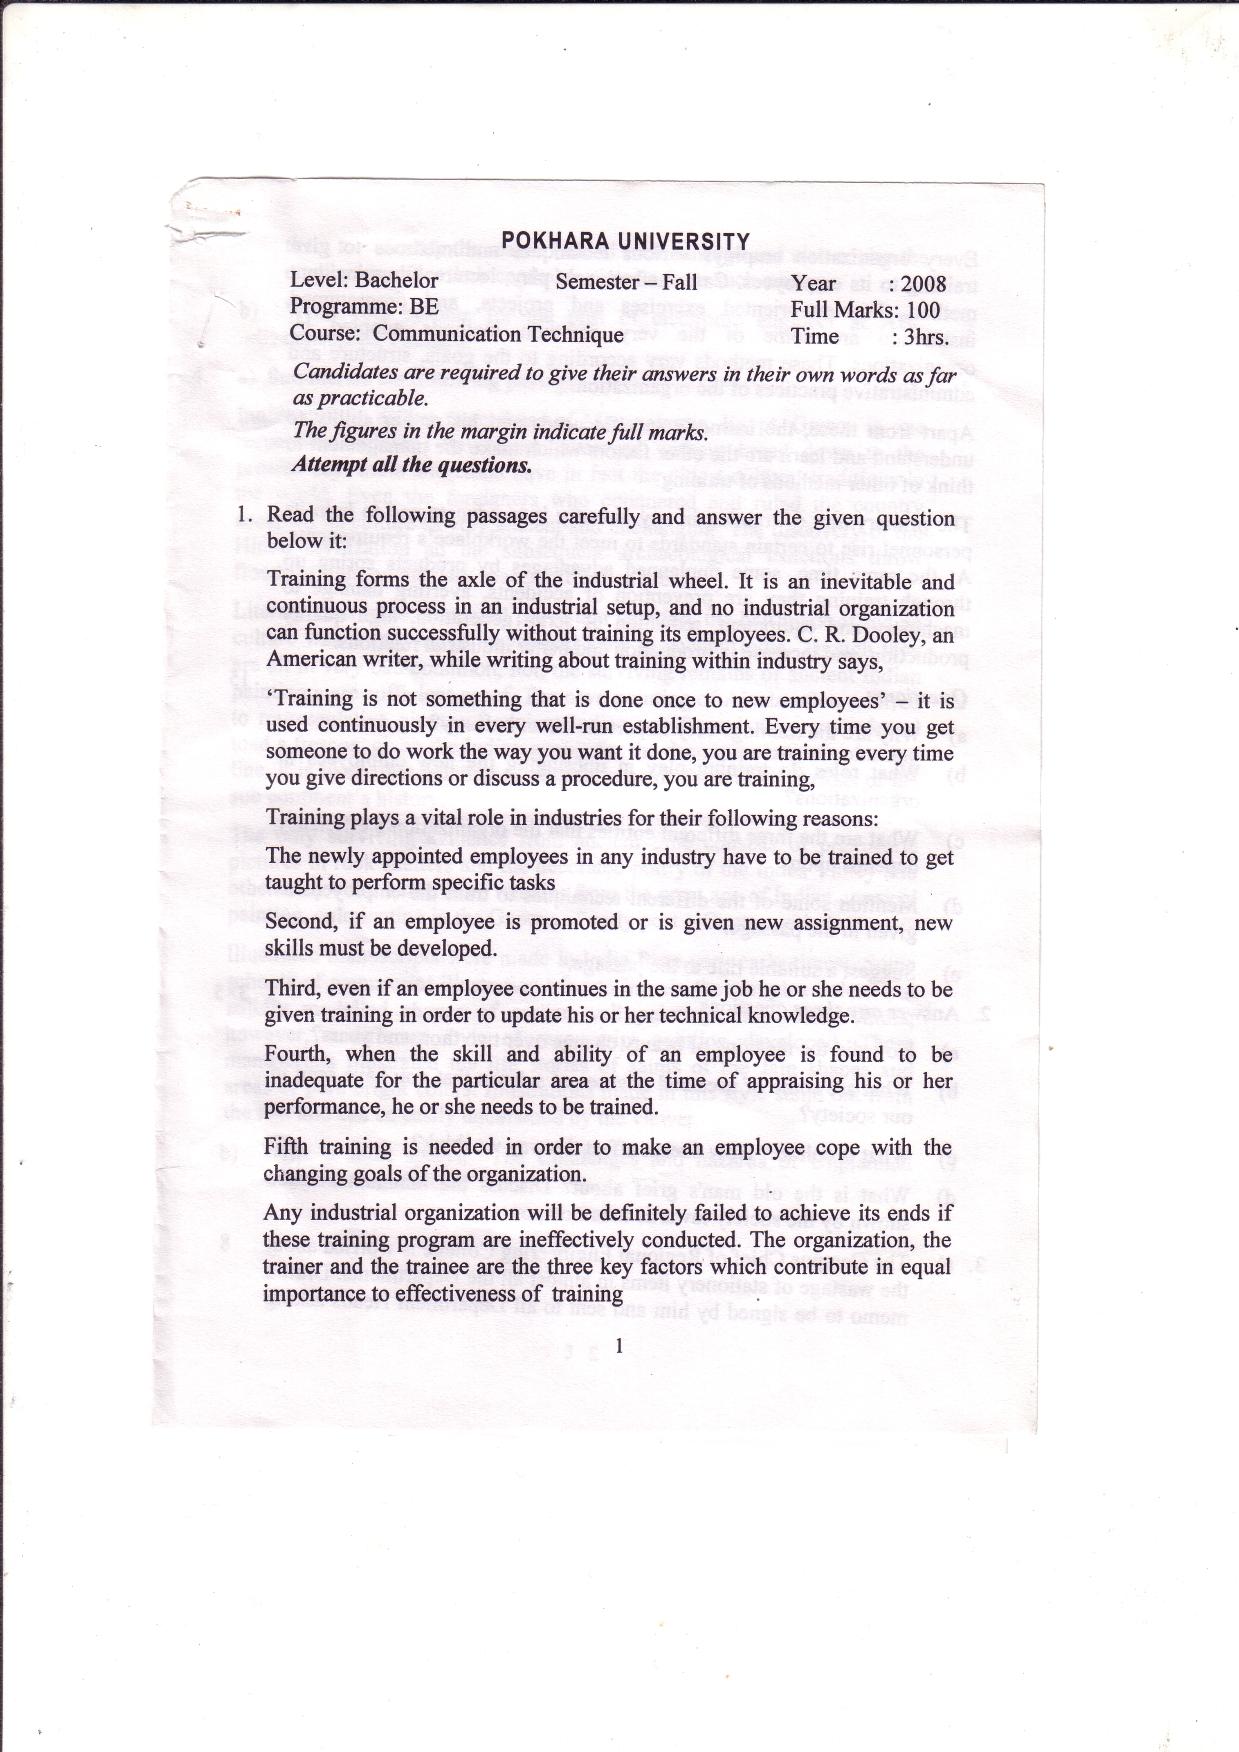 POKHARA UNIVERSITY
Level: Bachelor Semester – Fall Year : 2008
Programme: BE Full Marks: 100
Course: Communication Technique Time : 3hrs.
Candidates are required to give their answers in their own words as far
as practicable.
The figures in the margin indicate full marks.
Attempt all the questions.
1. Read the following passages carefully and answer the given question
below it:
Training forms the axle of the industrial wheel. It is an inevitable and
continuous process in an industrial setup, and no industrial organization
can function successfully without training its employees. C. R. Dooley, an
American writer, while writing about training within industry says,
‘Training is not something that is done once to new employees’ – it is
used continuously in every well-run establishment. Every time you get
someone to do work the way you want it done, you are training every time
you give directions or discuss a procedure, you are training,
Training plays a vital role in industries for their following reasons:
The newly appointed employees in any industry have to be trained to get
taught to perform specific tasks
Second, if an employee is promoted or is given new assignment, new
skills must be developed.
Third, even if an employee continues in the same job he or she needs to be
given training in order to update his or her technical knowledge.
Fourth, when the skill and ability of an employee is found to be
inadequate for the particular area at the time of appraising his or her
performance, he or she needs to be trained.
Fifth training is needed in order to make an employee cope with the
changing goals of the organization.
Any industrial organization will be definitely failed to achieve its ends if
these training program are ineffectively conducted. The organization, the
trainer and the trainee are the three key factors which contribute in equal
importance to effectiveness of training
1